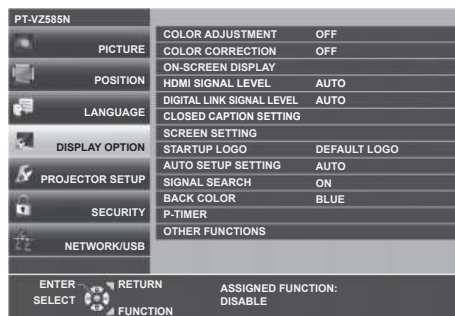 PT-VZ585N
PICTURE
POSITION
LANGUAGE
DISPLAY OPTION
PROJECTOR SETUP
SECURITY
NETWORK/USB
COLOR ADJUSTMENT OFF
COLOR CORRECTION OFF
ON-SCREEN DISPLAY
HDMI SIGNAL LEVEL AUTO
DIGITAL LINK SIGNAL LEVEL AUTO
CLOSED CAPTION SETTING
SCREEN SETTING
STARTUP LOGO DEFAULT LOGO
AUTO SETUP SETTING AUTO
SIGNAL SEARCH ON
BACK COLOR BLUE
P-TIMER
OTHER FUNCTIONS
ENTER RETURN
SELECT
FUNCTION
ASSIGNED FUNCTION:
DISABLE